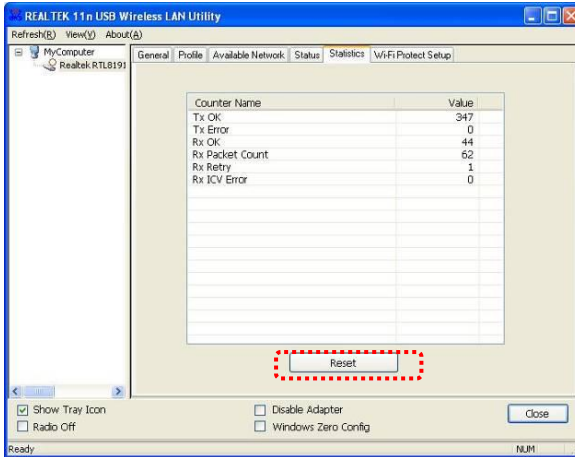 REALTEK 11n USB Wireless LAN Utility
Refresh(R) View(V) About(A)
MyComputer
Realtek RTL8191
General Profile Available Network Status Statistics Wi-Fi Protect Setup
Counter Name Value
Tx OK 347
Tx Error 0
Rx OK 44
Rx Packet Count 62
Rx Retry 1
Rx ICV Error 0
Reset
Show Tray Icon Disable Adapter
Radio Off Windows Zero Config
Close
Ready NUM